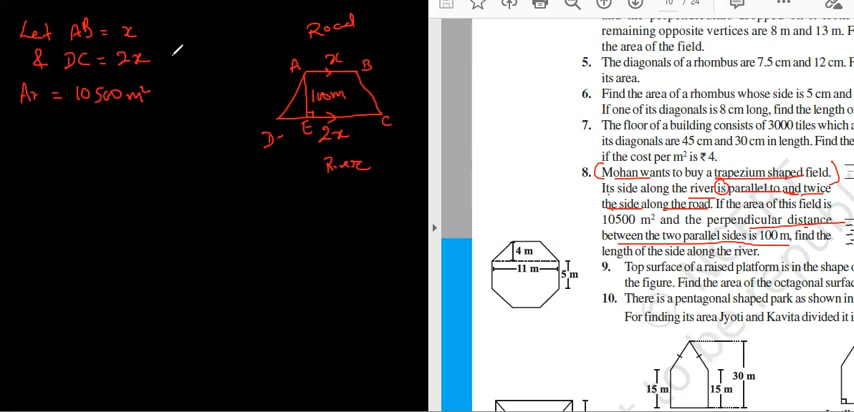 10 / 24
Let AB = x
& DC = 2x
Ar = 10500 m²
Road
x
A
B
100m
D
E
2x
C
River
remaining opposite vertices are 8 m and 13 m. F
the area of the field.
5. The diagonals of a rhombus are 7.5 cm and 12 cm. F
its area.
6. Find the area of a rhombus whose side is 5 cm and
If one of its diagonals is 8 cm long, find the length o
7. The floor of a building consists of 3000 tiles which a
its diagonals are 45 cm and 30 cm in length. Find the
if the cost per m² is ₹ 4.
8. Mohan wants to buy a trapezium shaped field.
Its side along the river is parallel to and twice
the side along the road. If the area of this field is
10500 m² and the perpendicular distance
between the two parallel sides is 100 m, find the
length of the side along the river.
4 m
11 m
5 m
9. Top surface of a raised platform is in the shape o
the figure. Find the area of the octagonal surfac
10. There is a pentagonal shaped park as shown in
For finding its area Jyoti and Kavita divided it i
15 m
15 m
30 m